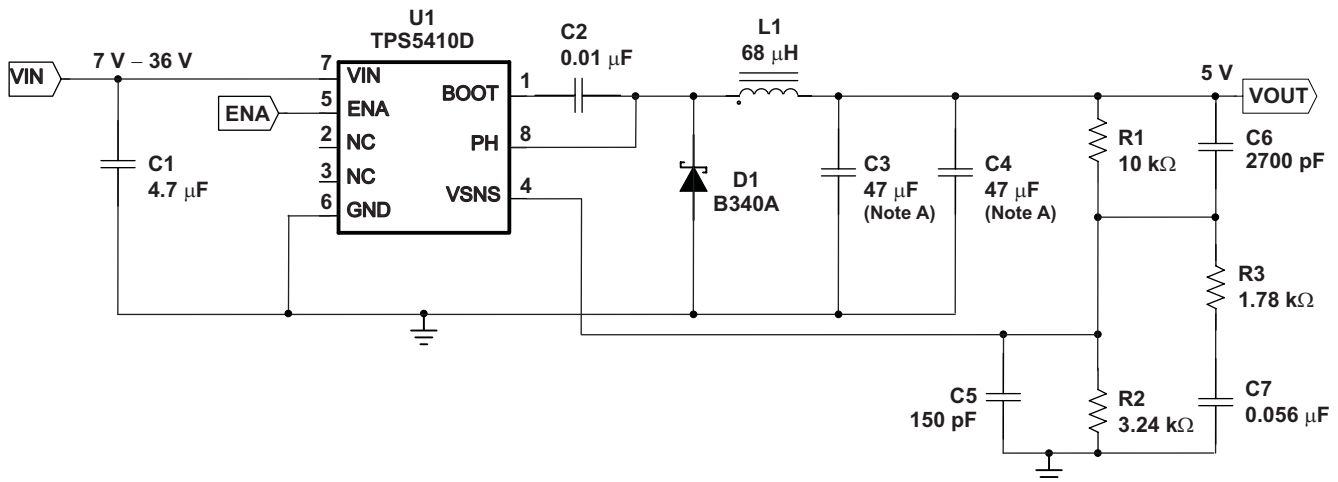 U1
TPS5410D
C2
0.01 μF
L1
68 μH
VIN
7 V – 36 V
7
VIN
1
BOOT
5 V
VOUT
ENA
5
ENA
2
NC
8
PH
3
NC
4
VSNS
6
GND
C1
4.7 μF
D1
B340A
C3
47 μF
(Note A)
C4
47 μF
(Note A)
R1
10 kΩ
C6
2700 pF
R3
1.78 kΩ
C5
150 pF
R2
3.24 kΩ
C7
0.056 μF